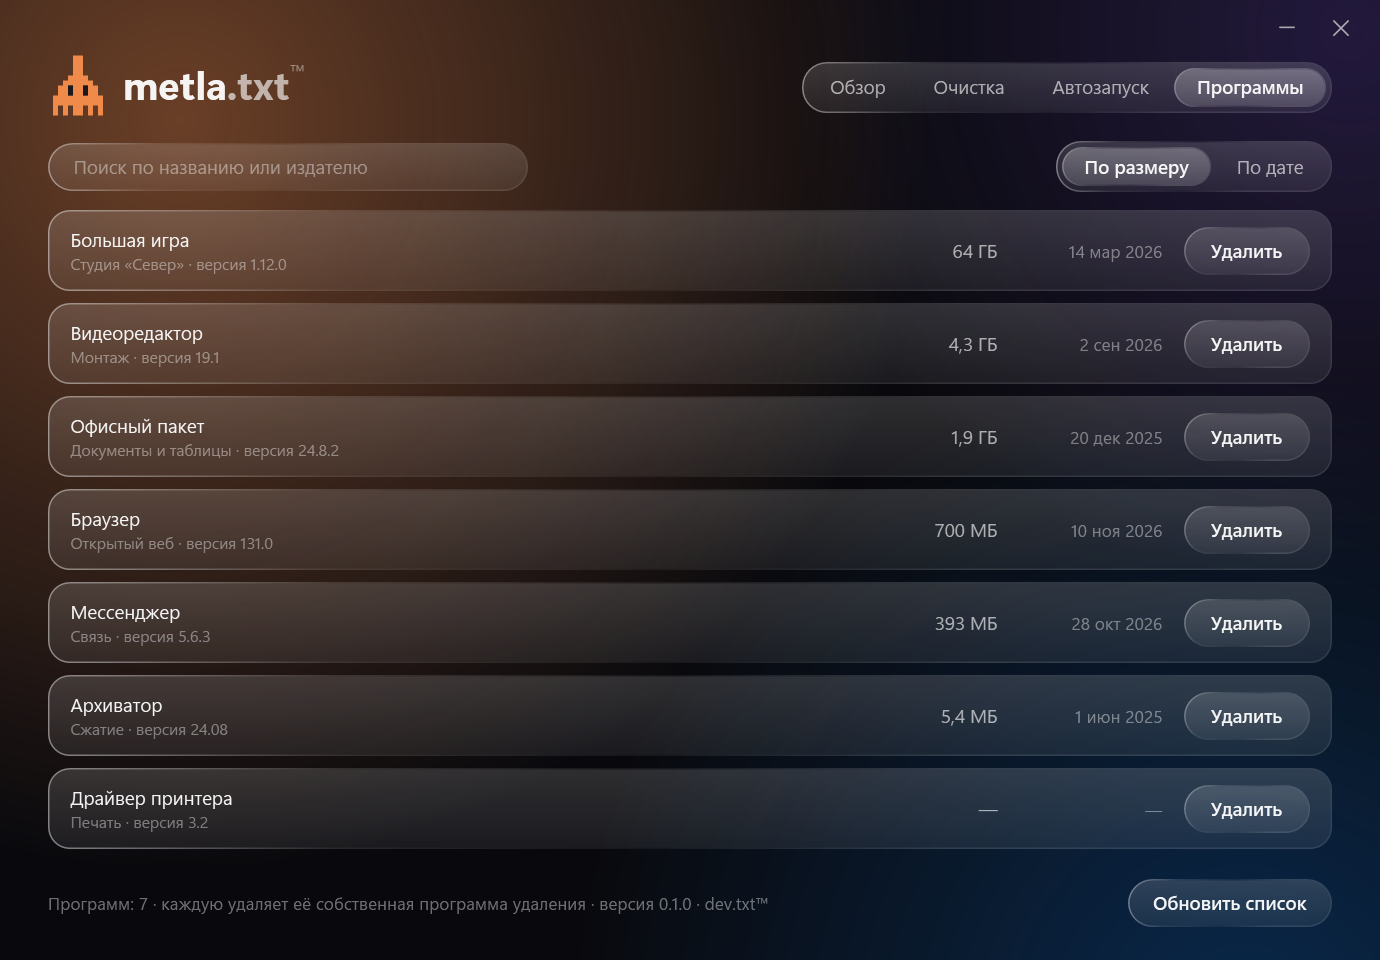 metla.txt™
Обзор Очистка Автозапуск Программы
Поиск по названию или издателю
По размеру По дате
Большая игра
Студия «Север» · версия 1.12.0
64 ГБ 14 мар 2026 Удалить
Видеоредактор
Монтаж · версия 19.1
4,3 ГБ 2 сен 2026 Удалить
Офисный пакет
Документы и таблицы · версия 24.8.2
1,9 ГБ 20 дек 2025 Удалить
Браузер
Открытый веб · версия 131.0
700 МБ 10 ноя 2026 Удалить
Мессенджер
Связь · версия 5.6.3
393 МБ 28 окт 2026 Удалить
Архиватор
Сжатие · версия 24.08
5,4 МБ 1 июн 2025 Удалить
Драйвер принтера
Печать · версия 3.2
— — Удалить
Программ: 7 · каждую удаляет её собственная программа удаления · версия 0.1.0 · dev.txt™
Обновить список